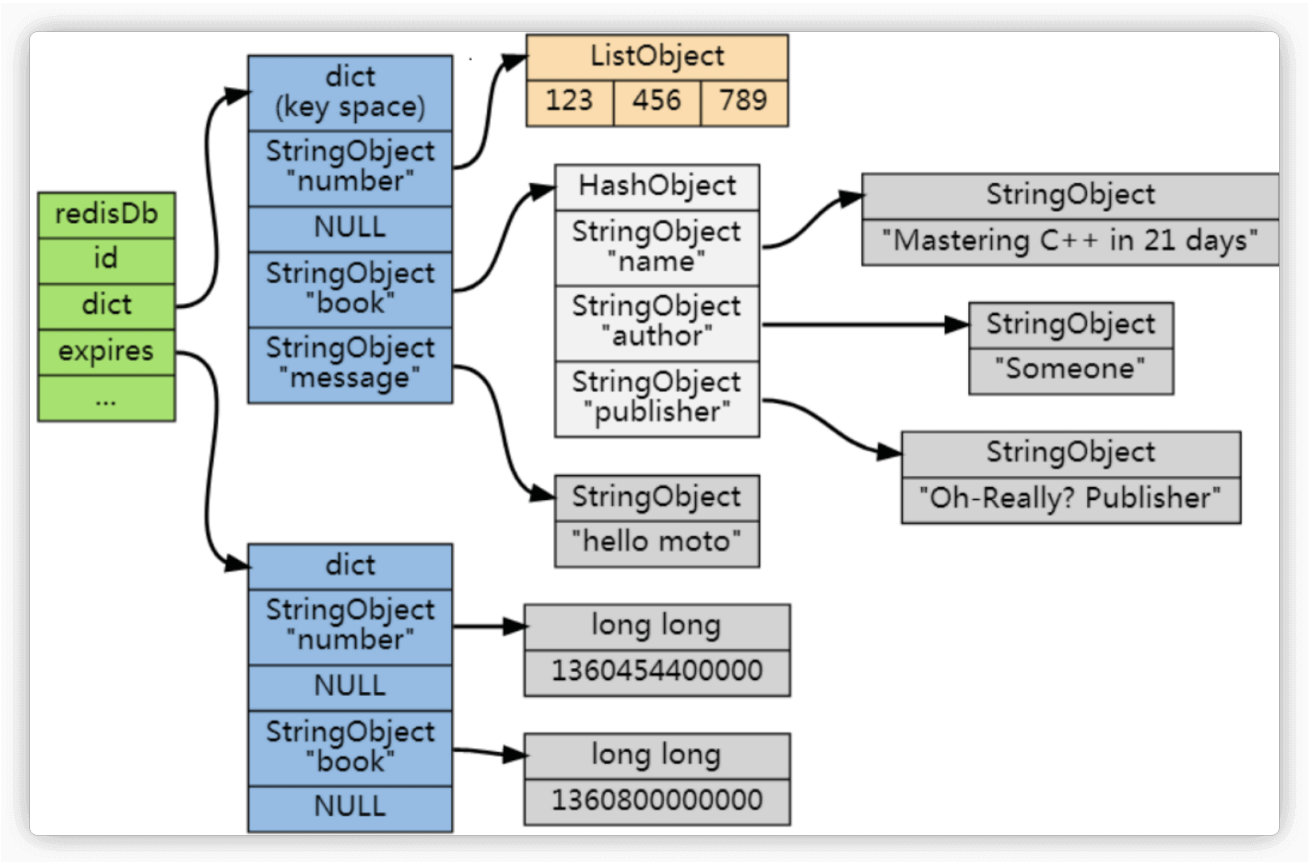 redisDb
id
dict
expires
...
dict
(key space)
StringObject
"number"
NULL
StringObject
"book"
StringObject
"message"
ListObject
123 456 789
HashObject
StringObject
"name"
StringObject
"author"
StringObject
"publisher"
StringObject
"Mastering C++ in 21 days"
StringObject
"Someone"
StringObject
"Oh-Really? Publisher"
StringObject
"hello moto"
dict
StringObject
"number"
NULL
StringObject
"book"
NULL
long long
1360454400000
long long
1360800000000